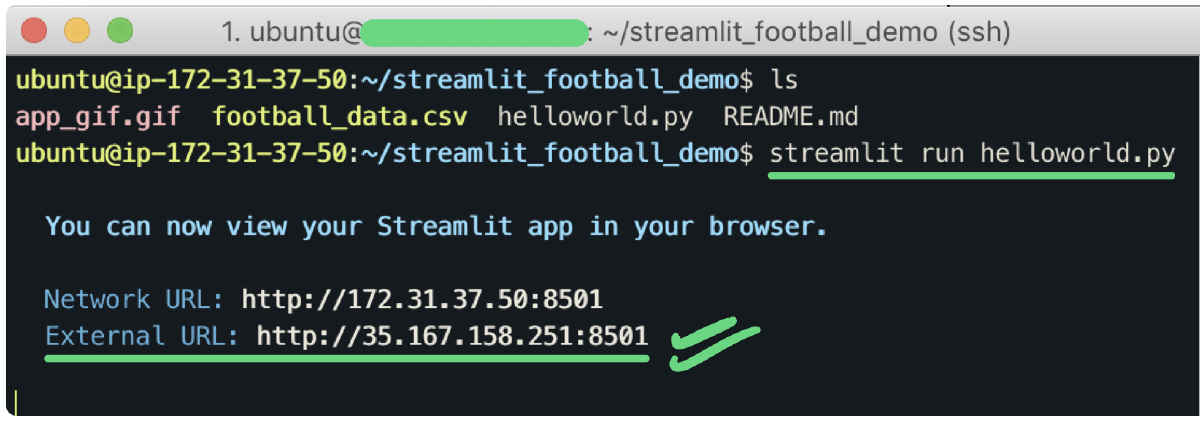 1. ubuntu@ : ~/streamlit_football_demo (ssh)
ubuntu@ip-172-31-37-50:~/streamlit_football_demo$ ls
app_gif.gif football_data.csv helloworld.py README.md
ubuntu@ip-172-31-37-50:~/streamlit_football_demo$ streamlit run helloworld.py
You can now view your Streamlit app in your browser.
Network URL: http://172.31.37.50:8501
External URL: http://35.167.158.251:8501